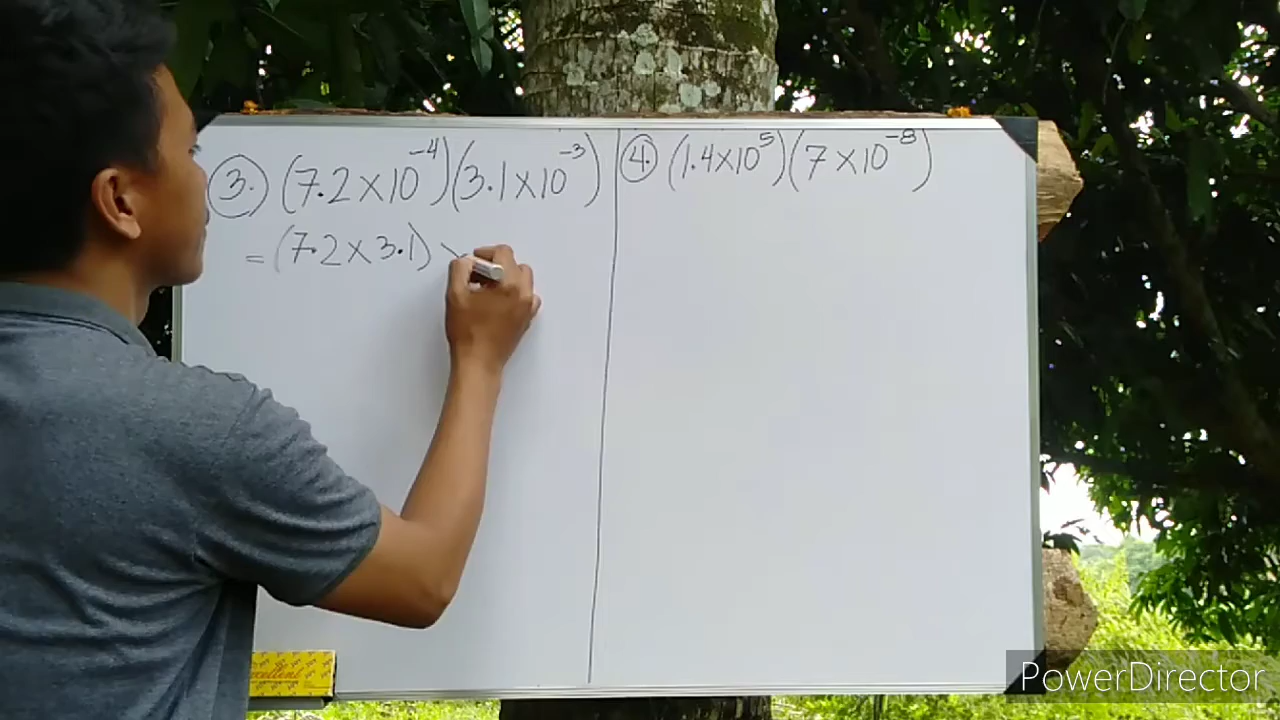 ③. (7.2×10⁻⁴)(3.1×10⁻³)
= (7.2×3.1) ×
④. (1.4×10⁵)(7×10⁻⁸)
excellent
PowerDirector